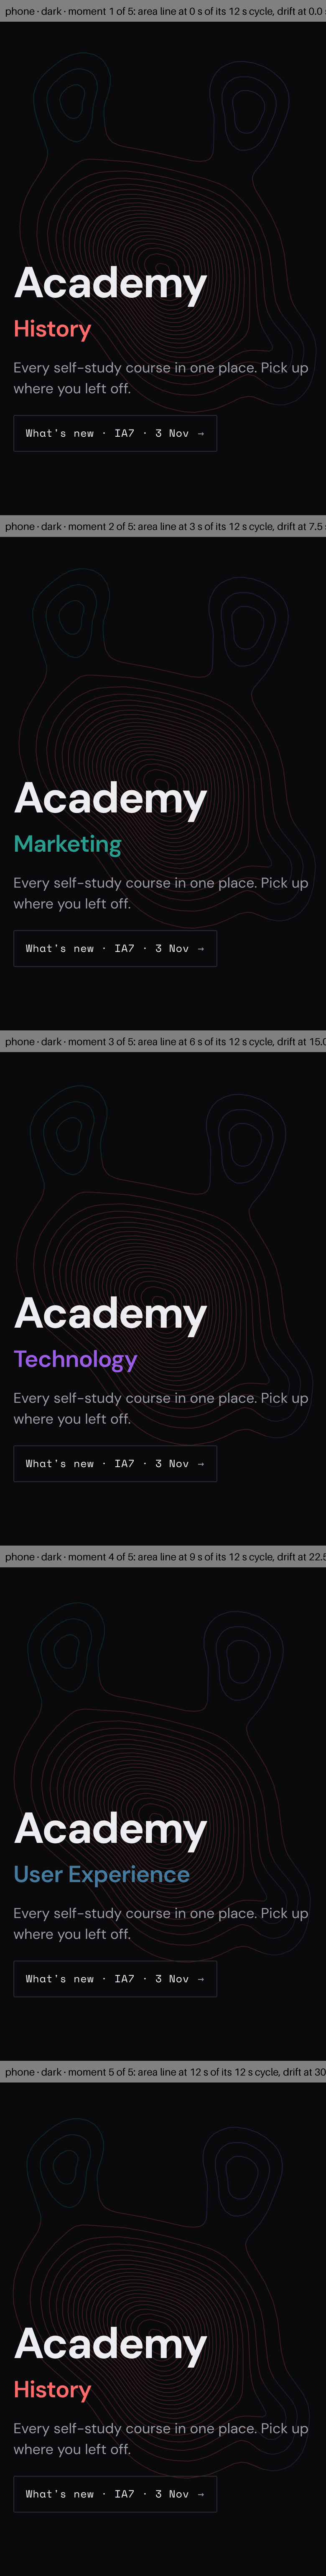 phone · dark · moment 1 of 5: area line at 0 s of its 12 s cycle, drift at 0.0
Academy
History
Every self-study course in one place. Pick up
where you left off.
What's new · IA7 · 3 Nov →
phone · dark · moment 2 of 5: area line at 3 s of its 12 s cycle, drift at 7.5
Academy
Marketing
Every self-study course in one place. Pick up
where you left off.
What's new · IA7 · 3 Nov →
phone · dark · moment 3 of 5: area line at 6 s of its 12 s cycle, drift at 15.0
Academy
Technology
Every self-study course in one place. Pick up
where you left off.
What's new · IA7 · 3 Nov →
phone · dark · moment 4 of 5: area line at 9 s of its 12 s cycle, drift at 22.5
Academy
User Experience
Every self-study course in one place. Pick up
where you left off.
What's new · IA7 · 3 Nov →
phone · dark · moment 5 of 5: area line at 12 s of its 12 s cycle, drift at 30
Academy
History
Every self-study course in one place. Pick up
where you left off.
What's new · IA7 · 3 Nov →